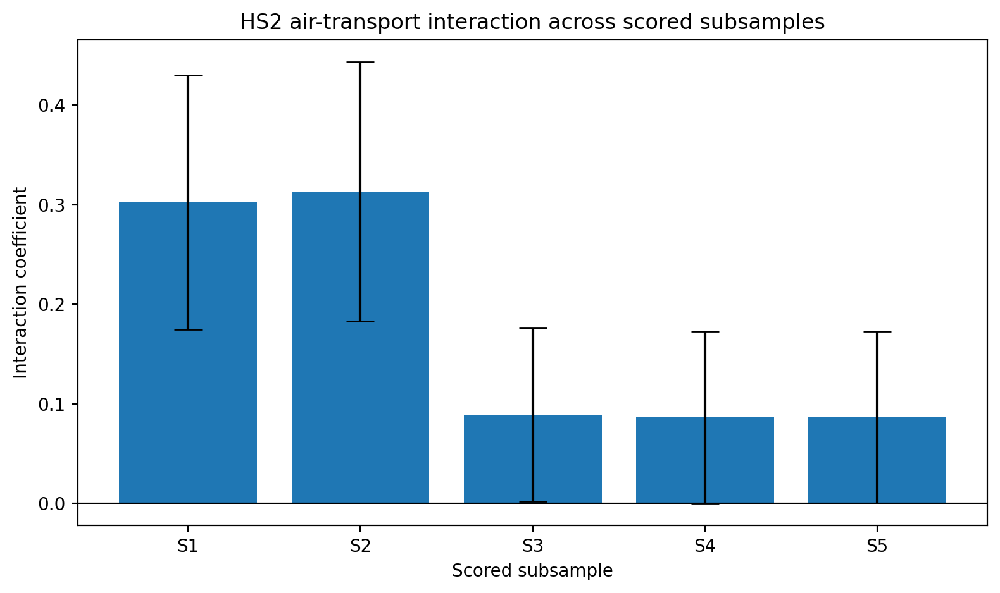 HS2 air-transport interaction across scored subsamples
Interaction coefficient
0.4
0.3
0.2
0.1
0.0
S1 S2 S3 S4 S5
Scored subsample